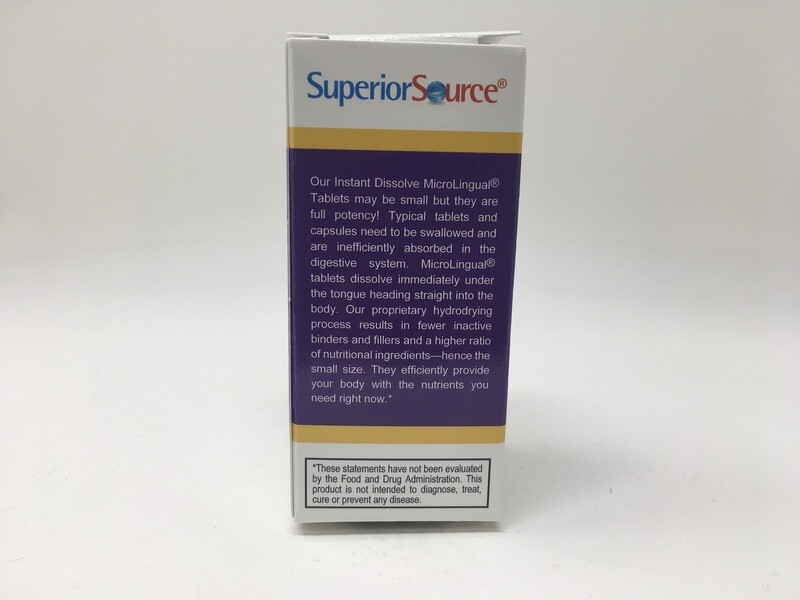 SuperiorSource®
Our Instant Dissolve MicroLingual®
Tablets may be small but they are
full potency! Typical tablets and
capsules need to be swallowed and
are inefficiently absorbed in the
digestive system. MicroLingual®
tablets dissolve immediately under
the tongue heading straight into the
body. Our proprietary hydrodrying
process results in fewer inactive
binders and fillers and a higher ratio
of nutritional ingredients—hence the
small size. They efficiently provide
your body with the nutrients you
need right now.*
*These statements have not been evaluated
by the Food and Drug Administration. This
product is not intended to diagnose, treat,
cure or prevent any disease.